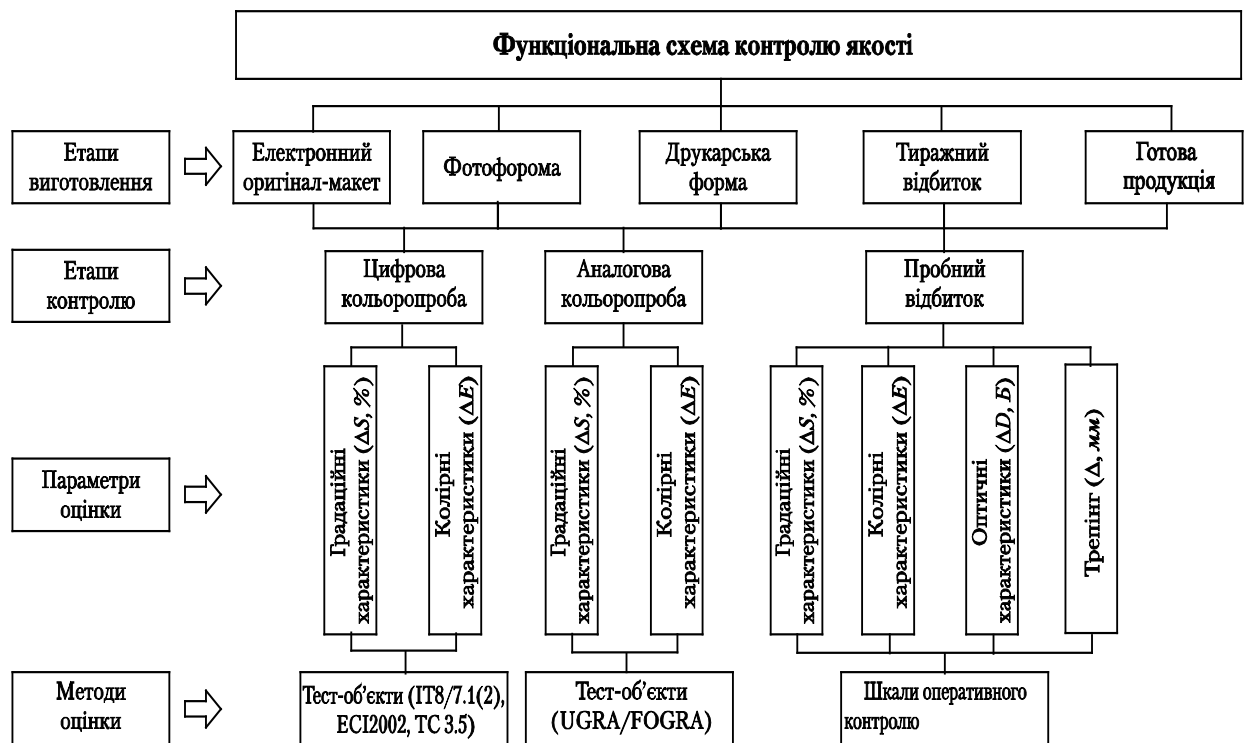 Функціональна схема контролю якості
Етапи
виготовлення
Електронний
оригінал-макет
Фотофорома
Друкарська
форма
Тиражний
відбиток
Готова
продукція
Етапи
контролю
Цифрова
кольоропроба
Аналогова
кольоропроба
Пробний
відбиток
Параметри
оцінки
Градаційні
характеристики (ΔS, %)
Колірні
характеристики (ΔE)
Градаційні
характеристики (ΔS, %)
Колірні
характеристики (ΔE)
Градаційні
характеристики (ΔS, %)
Колірні
характеристики (ΔE)
Оптичні
характеристики (ΔD, Б)
Трепінг (Δ, мм)
Методи
оцінки
Тест-об’єкти (IT8/7.1(2),
ECI2002, TC 3.5)
Тест-об’єкти
(UGRA/FOGRA)
Шкали оперативного
контролю